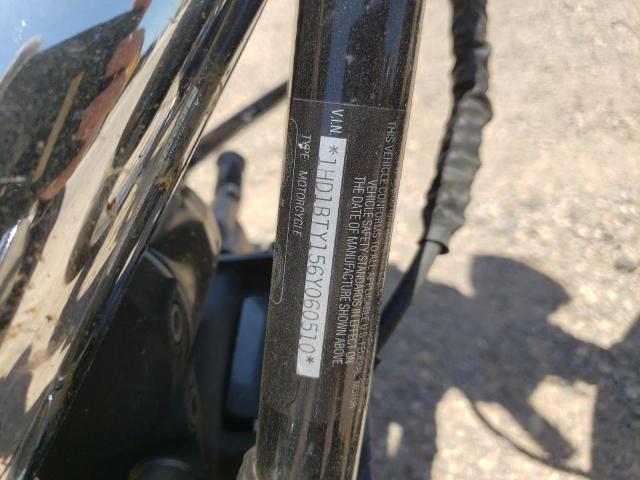 THIS VEHICLE CONFORMS TO ALL APPLICABLE U.S. FEDERAL MOTOR
VEHICLE SAFETY STANDARDS IN EFFECT ON
THE DATE OF MANUFACTURE SHOWN ABOVE
V.I.N. *1HD1BTY156Y060510*
TYPE: MOTORCYCLE